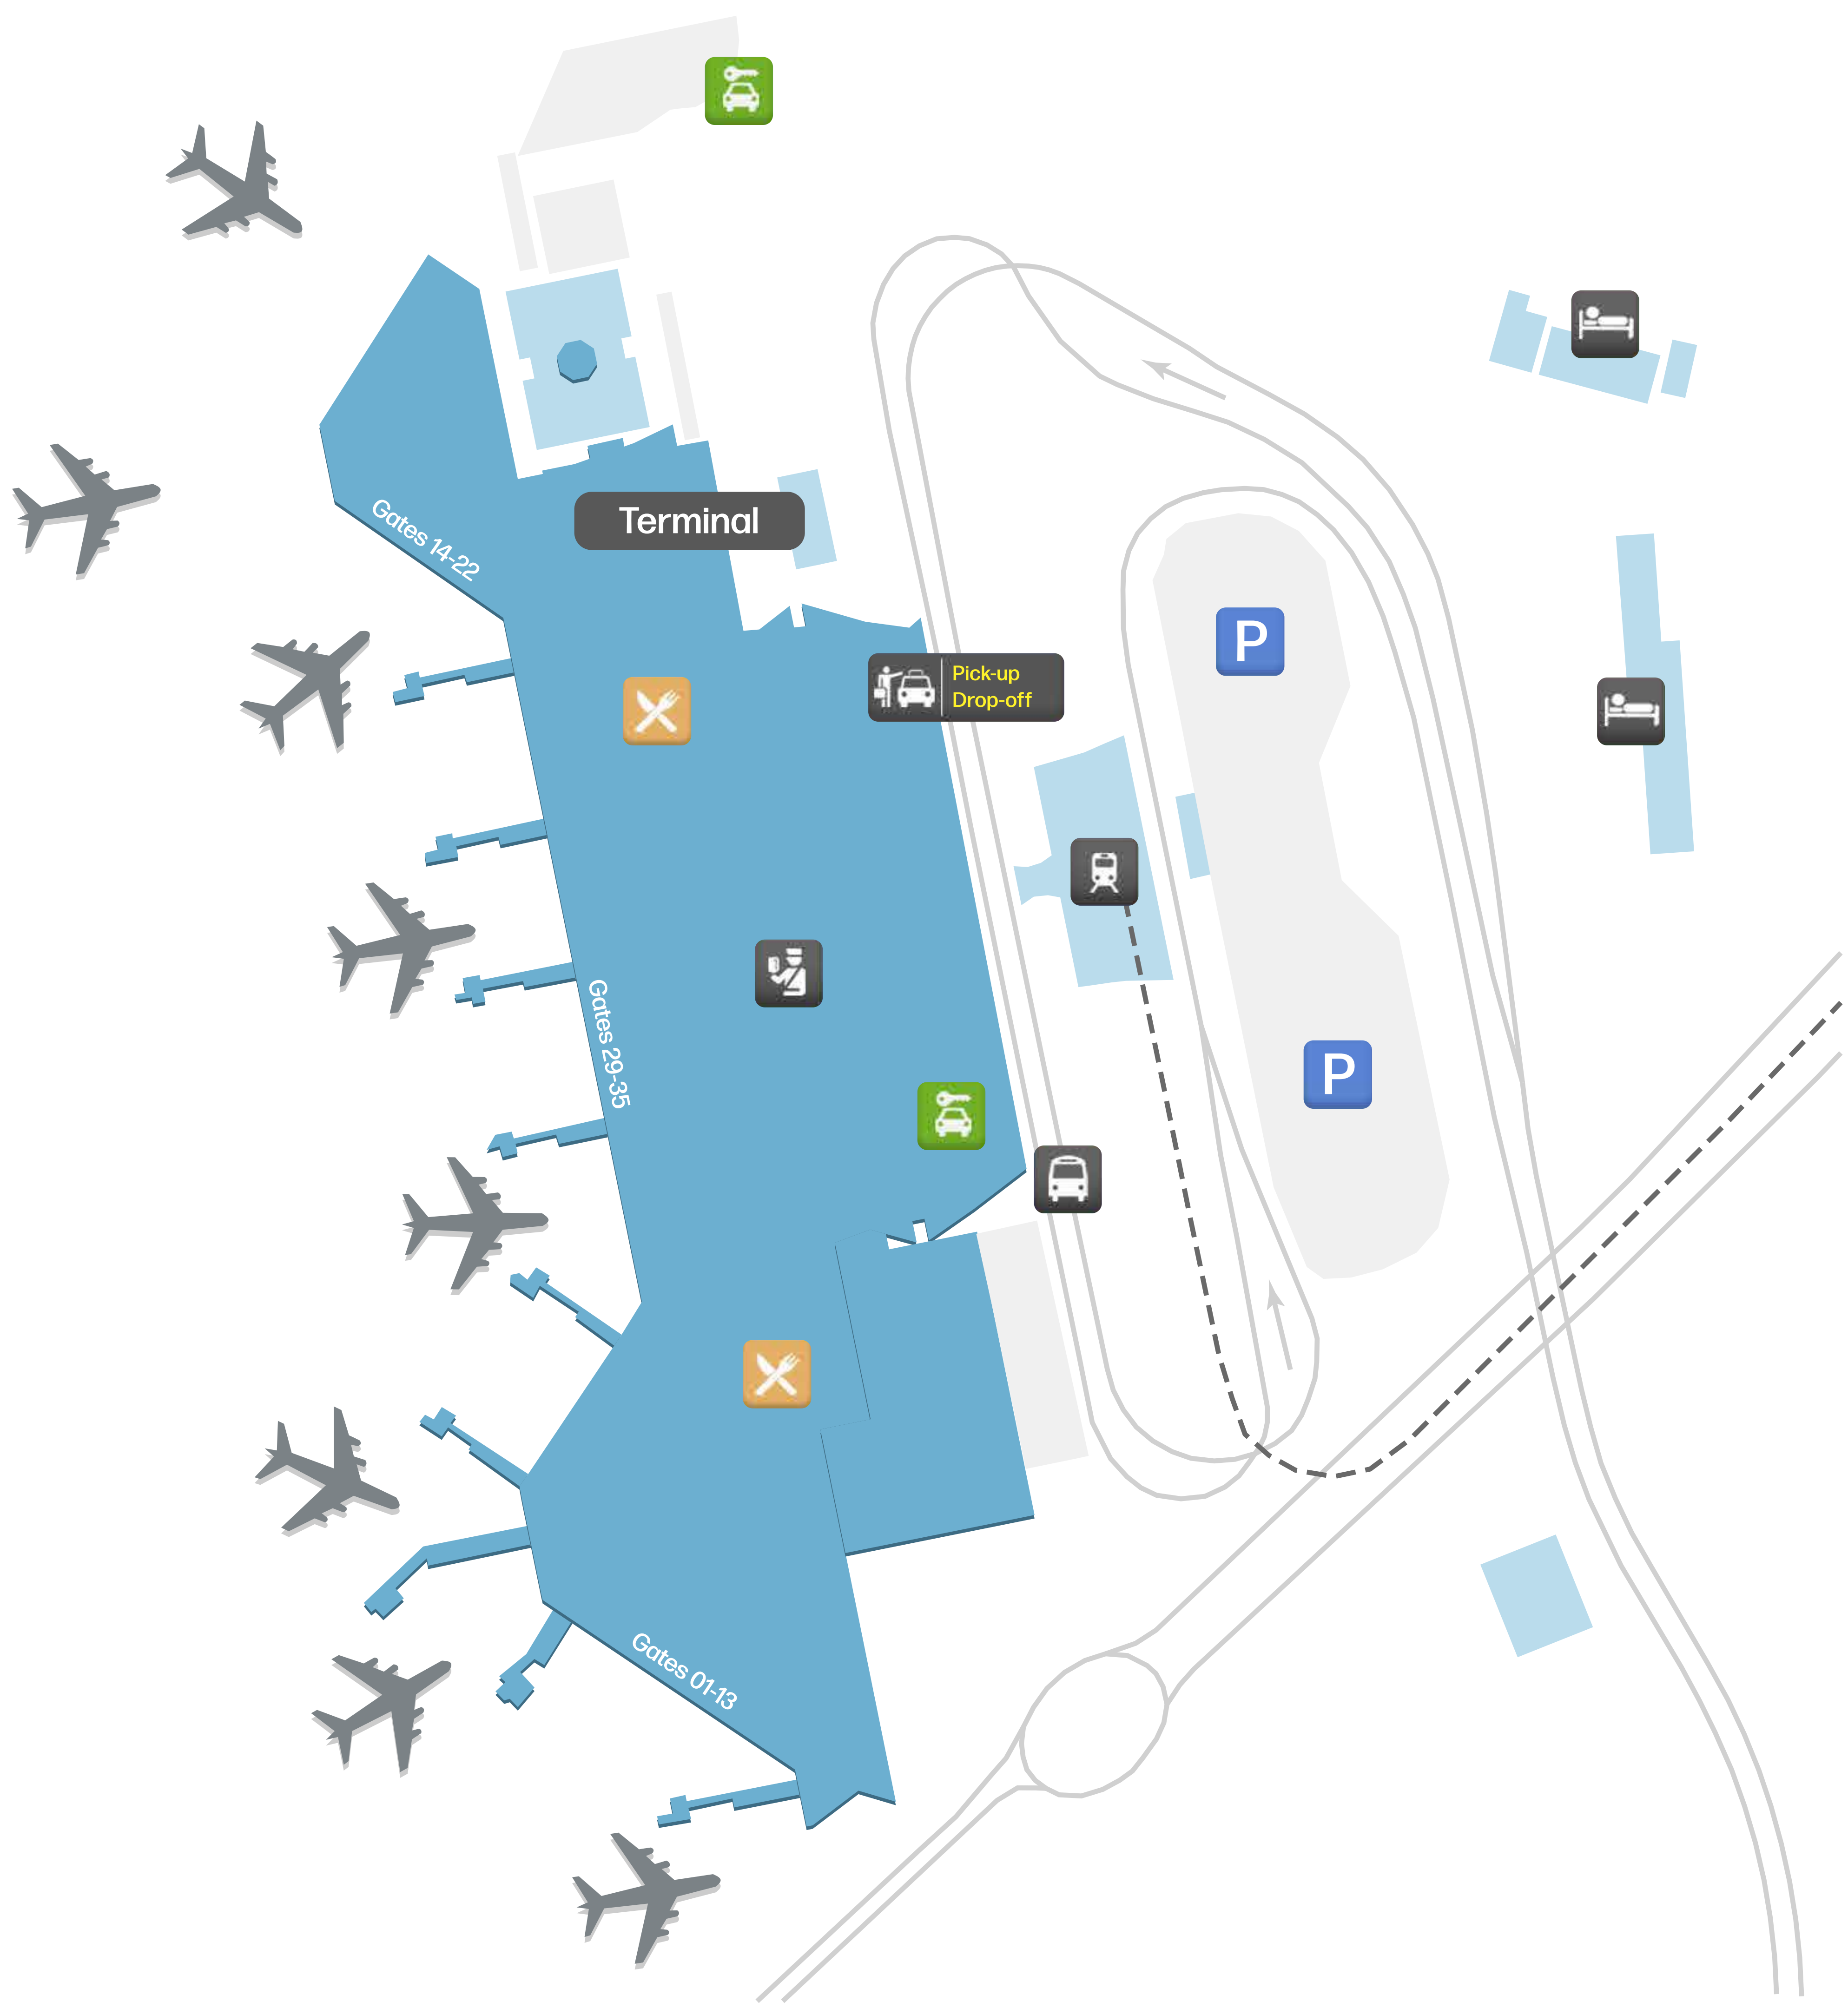 Gates 14-22
Terminal
Pick-up
Drop-off
P
Gates 29-35
P
Gates 01-13